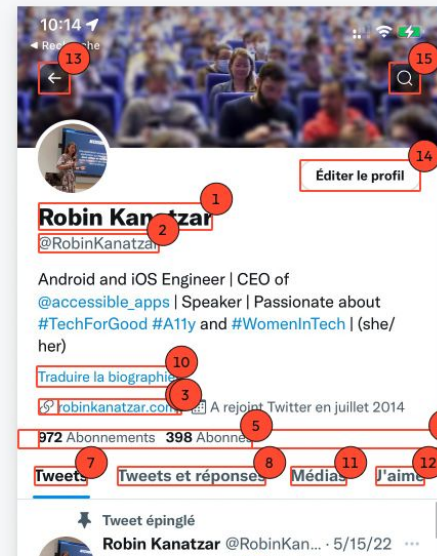 10:14
Recherche
13
15
14
Éditer le profil
1
Robin Kanatzar
2
@RobinKanatzar
Android and iOS Engineer | CEO of
@accessible_apps | Speaker | Passionate about
#TechForGood #A11y and #WomenInTech | (she/
her)
10
Traduire la biographie
3
robinkanatzar.com A rejoint Twitter en juillet 2014
5
972 Abonnements 398 Abonnés
7 8 11 12
Tweets Tweets et réponses Médias J'aime
Tweet épinglé
Robin Kanatzar @RobinKan... · 5/15/22 ...